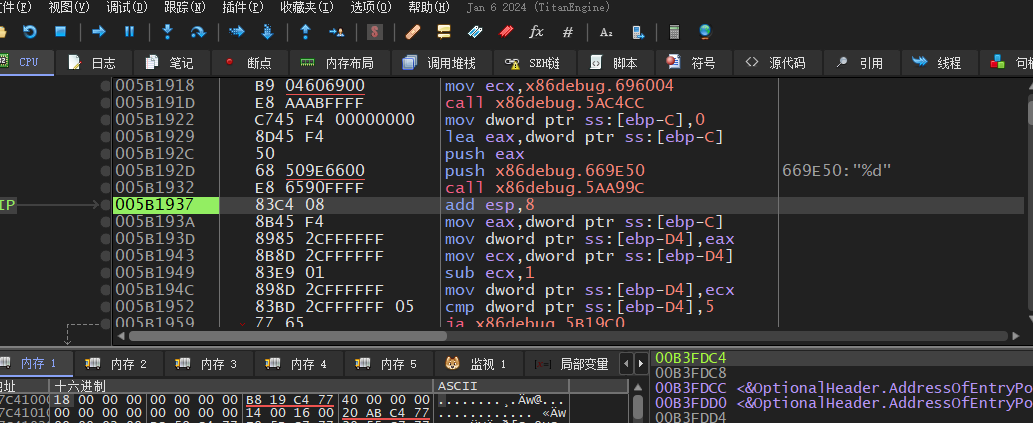 文件(F) 视图(V) 调试(D) 跟踪(N) 插件(P) 收藏夹(I) 选项(O) 帮助(H) Jan 6 2024 (TitanEngine)
CPU 日志 笔记 断点 内存布局 调用堆栈 SEH链 脚本 符号 源代码 引用 线程 句柄
005B1918 B9 04606900 mov ecx,x86debug.696004
005B191D E8 AAABFFFF call x86debug.5AC4CC
005B1922 C745 F4 00000000 mov dword ptr ss:[ebp-C],0
005B1929 8D45 F4 lea eax,dword ptr ss:[ebp-C]
005B192C 50 push eax
005B192D 68 509E6600 push x86debug.669E50 669E50:"%d"
005B1932 E8 6590FFFF call x86debug.5AA99C
IP 005B1937 83C4 08 add esp,8
005B193A 8B45 F4 mov eax,dword ptr ss:[ebp-C]
005B193D 8985 2CFFFFFF mov dword ptr ss:[ebp-D4],eax
005B1943 8B8D 2CFFFFFF mov ecx,dword ptr ss:[ebp-D4]
005B1949 83E9 01 sub ecx,1
005B194C 898D 2CFFFFFF mov dword ptr ss:[ebp-D4],ecx
005B1952 83BD 2CFFFFFF 05 cmp dword ptr ss:[ebp-D4],5
005B1959 77 65 ja x86debug.5B19C0
内存 1 内存 2 内存 3 内存 4 内存 5 监视 1 [x=] 局部变量
地址 十六进制 ASCII
7C41000 18 00 00 00 00 00 00 00 B8 19 C4 77 40 00 00 00 ........¸.Äw@...
7C41010 00 00 00 00 00 00 00 00 14 00 16 00 20 AB C4 77 ............ «Äw
00B3FDC4
00B3FDC8
00B3FDCC <&OptionalHeader.AddressOfEntryPo
00B3FDD0 <&OptionalHeader.AddressOfEntryPo
00B3FDD4